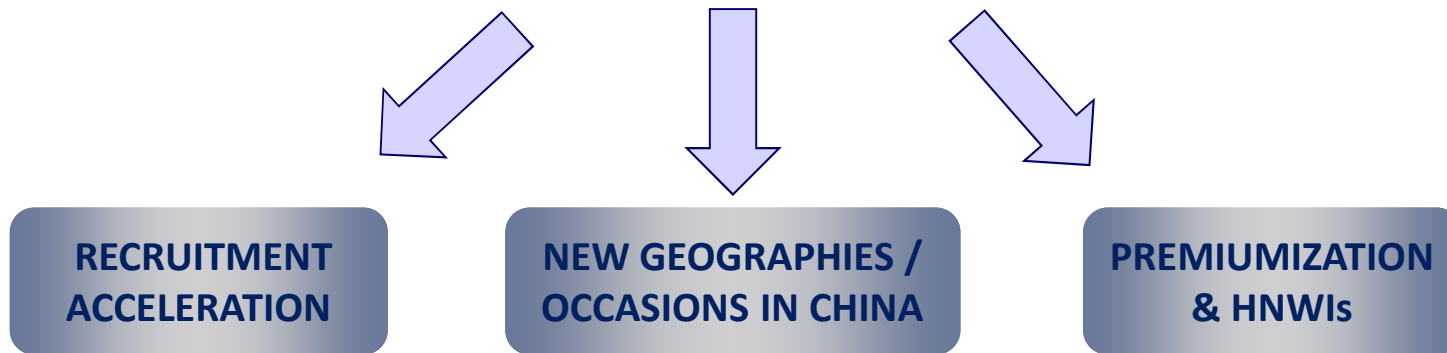 RECRUITMENT
ACCELERATION
NEW GEOGRAPHIES /
OCCASIONS IN CHINA
PREMIUMIZATION
& HNWIs